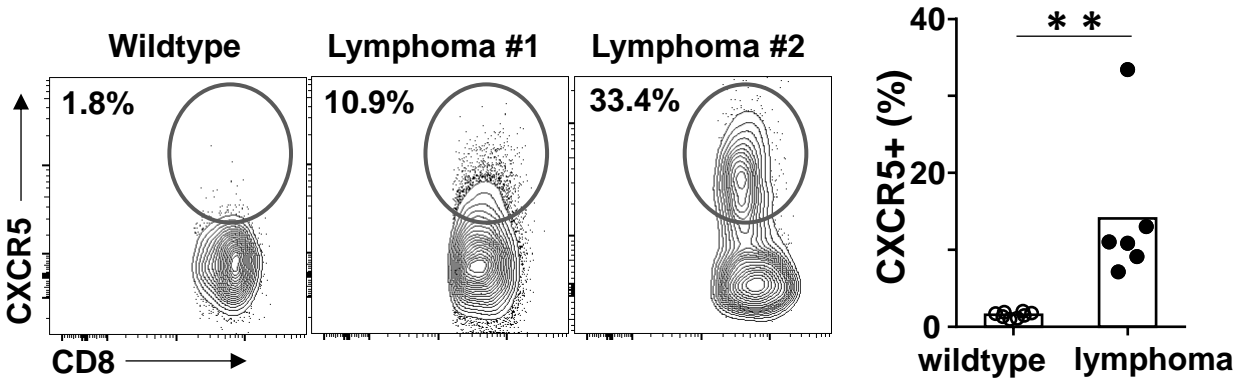 Wildtype
1.8%
Lymphoma #1
10.9%
Lymphoma #2
33.4%
CXCR5
CD8
* *
CXCR5+ (%)
40
20
0
wildtype
lymphoma